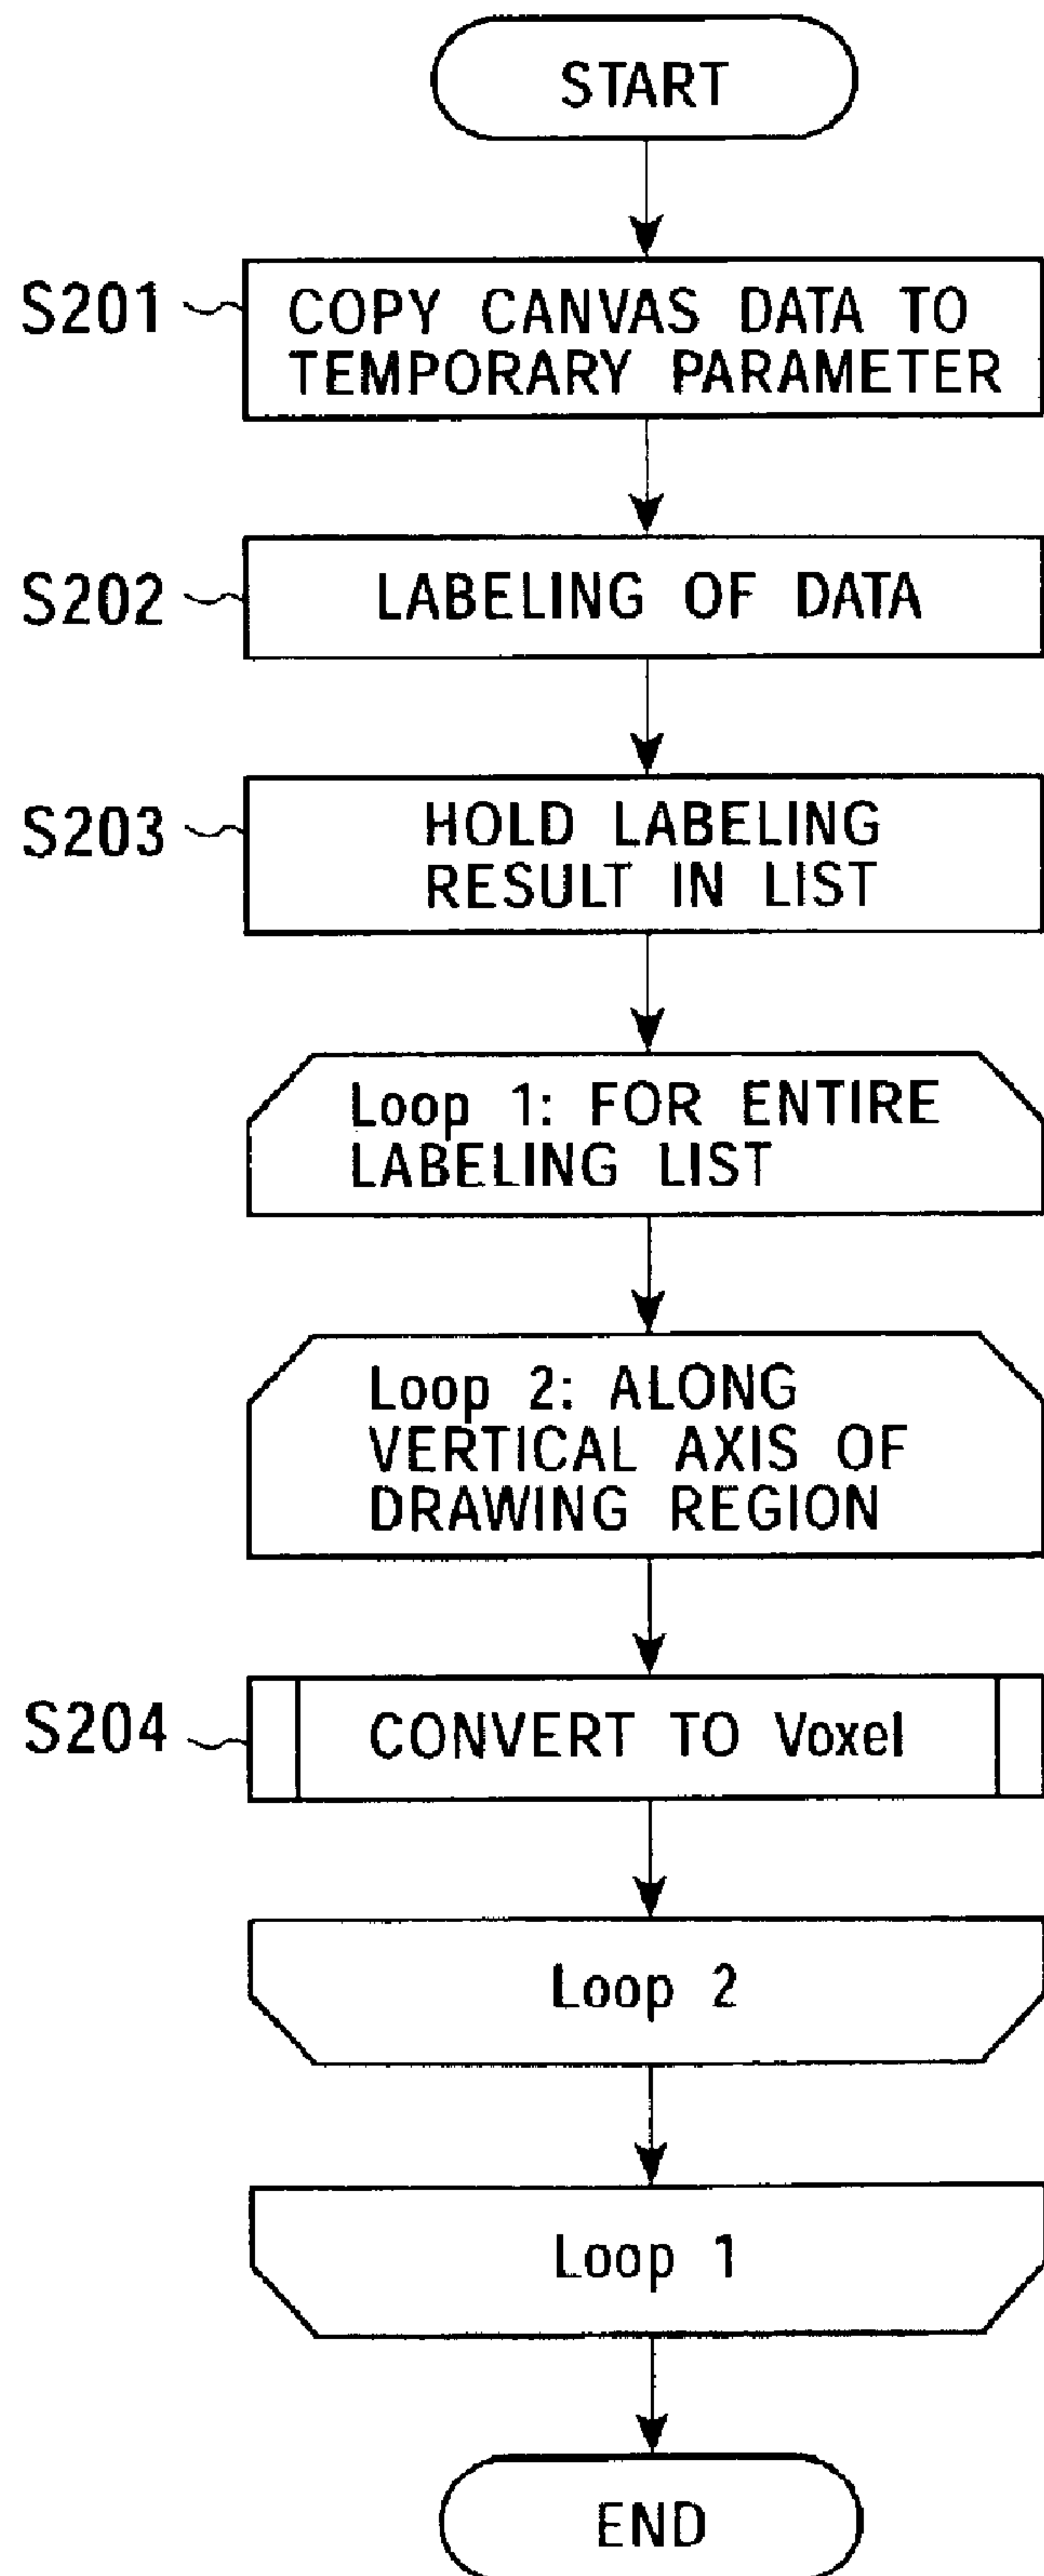 START
S201
COPY CANVAS DATA TO
TEMPORARY PARAMETER
S202
LABELING OF DATA
S203
HOLD LABELING
RESULT IN LIST
Loop 1: FOR ENTIRE
LABELING LIST
Loop 2: ALONG
VERTICAL AXIS OF
DRAWING REGION
S204
CONVERT TO Voxel
Loop 2
Loop 1
END